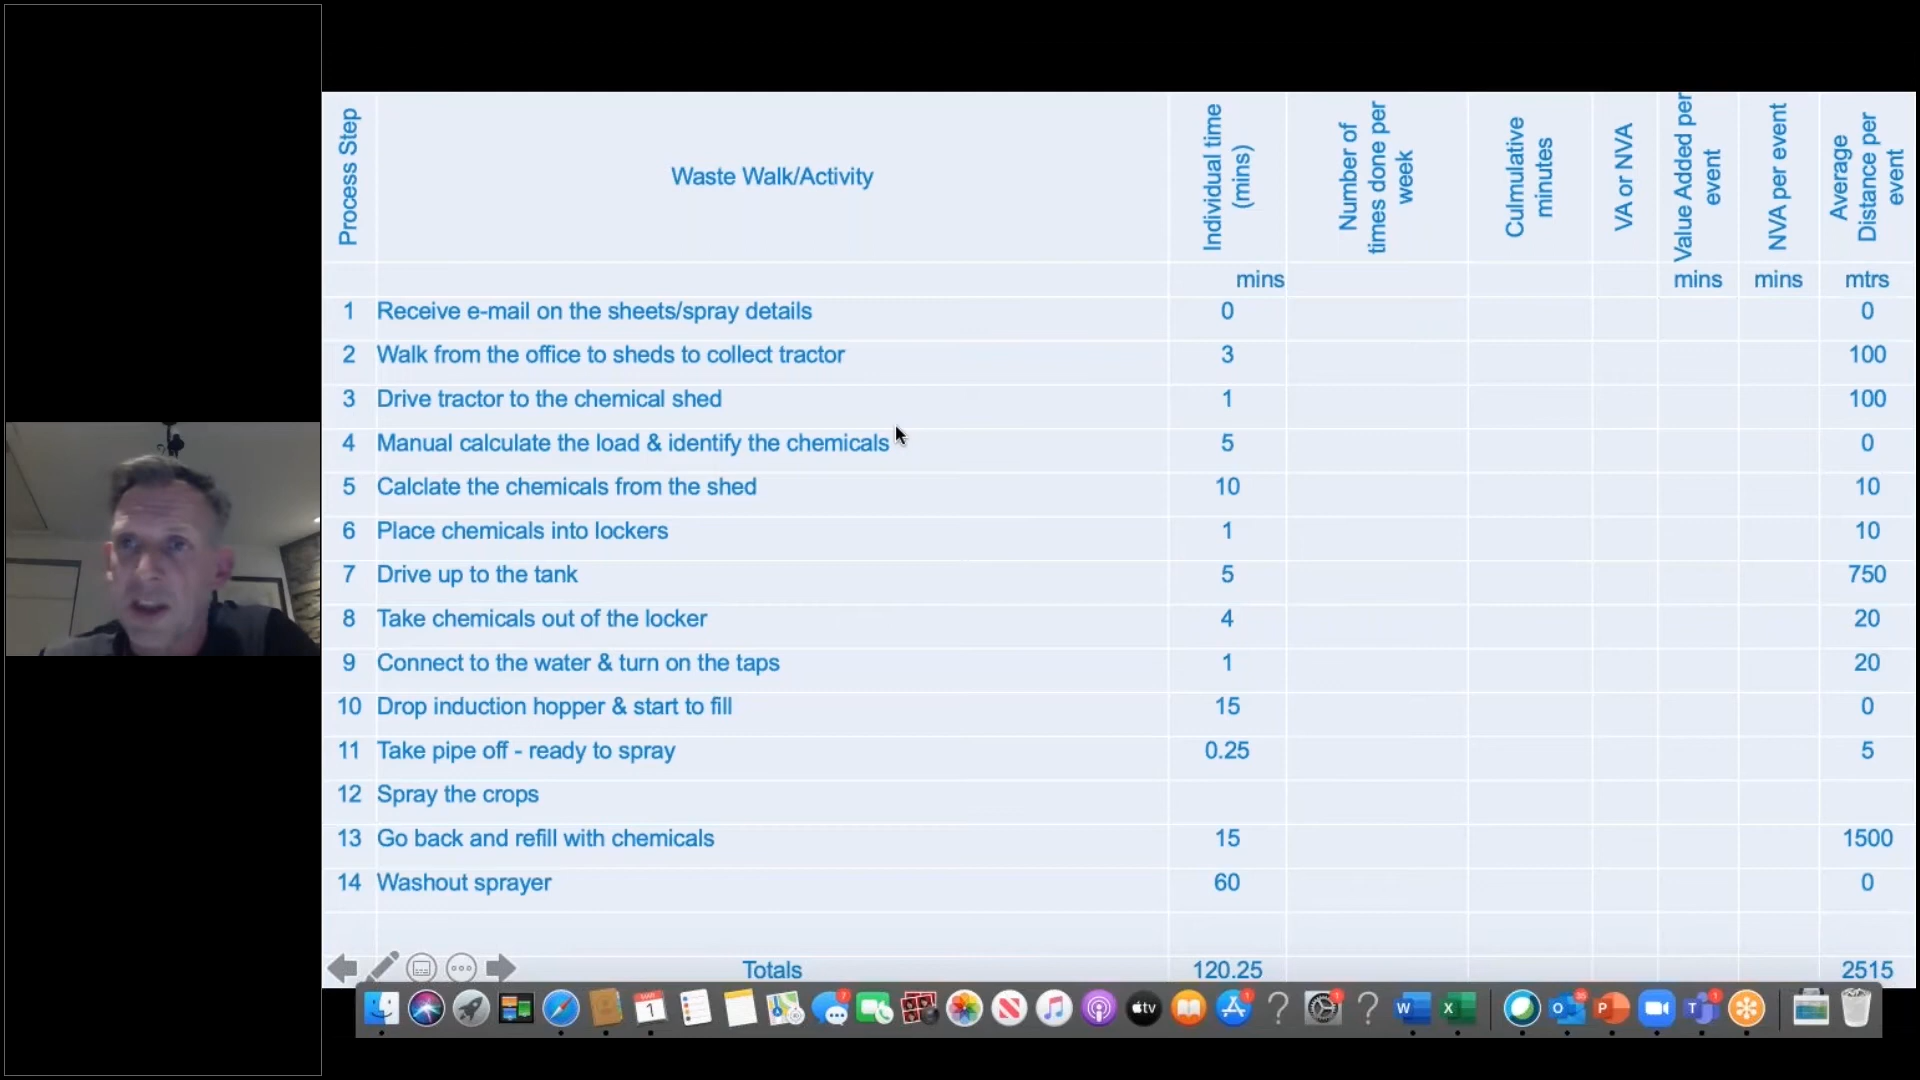 Process Step
Waste Walk/Activity
Individual time
(mins)
Number of
times done per
week
Culmulative
minutes
VA or NVA
Value Added per
event
NVA per event
Average
Distance per
event
mins mins mins mtrs
1 Receive e-mail on the sheets/spray details 0 0
2 Walk from the office to sheds to collect tractor 3 100
3 Drive tractor to the chemical shed 1 100
4 Manual calculate the load & identify the chemicals 5 0
5 Calclate the chemicals from the shed 10 10
6 Place chemicals into lockers 1 10
7 Drive up to the tank 5 750
8 Take chemicals out of the locker 4 20
9 Connect to the water & turn on the taps 1 20
10 Drop induction hopper & start to fill 15 0
11 Take pipe off - ready to spray 0.25 5
12 Spray the crops
13 Go back and refill with chemicals 15 1500
14 Washout sprayer 60 0
Totals 120.25 2515
1 7 tv 1 ? 1 ? W X O P T 1